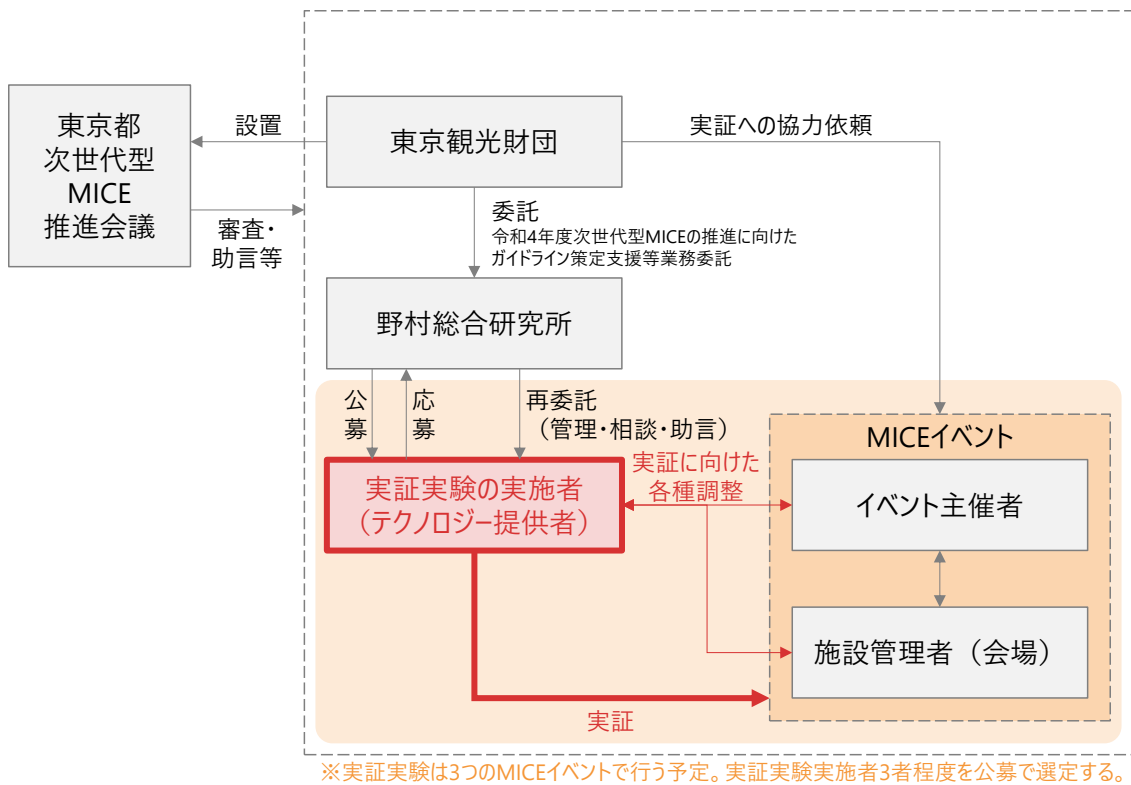 東京都
次世代型
MICE
推進会議
設置
審査・
助言等
東京観光財団
実証への協力依頼
委託
令和4年度次世代型MICEの推進に向けた
ガイドライン策定支援等業務委託
野村総合研究所
公募
応募
再委託
（管理・相談・助言）
実証実験の実施者
（テクノロジー提供者）
実証に向けた
各種調整
MICEイベント
イベント主催者
施設管理者（会場）
実証
※実証実験は3つのMICEイベントで行う予定。実証実験実施者3者程度を公募で選定する。